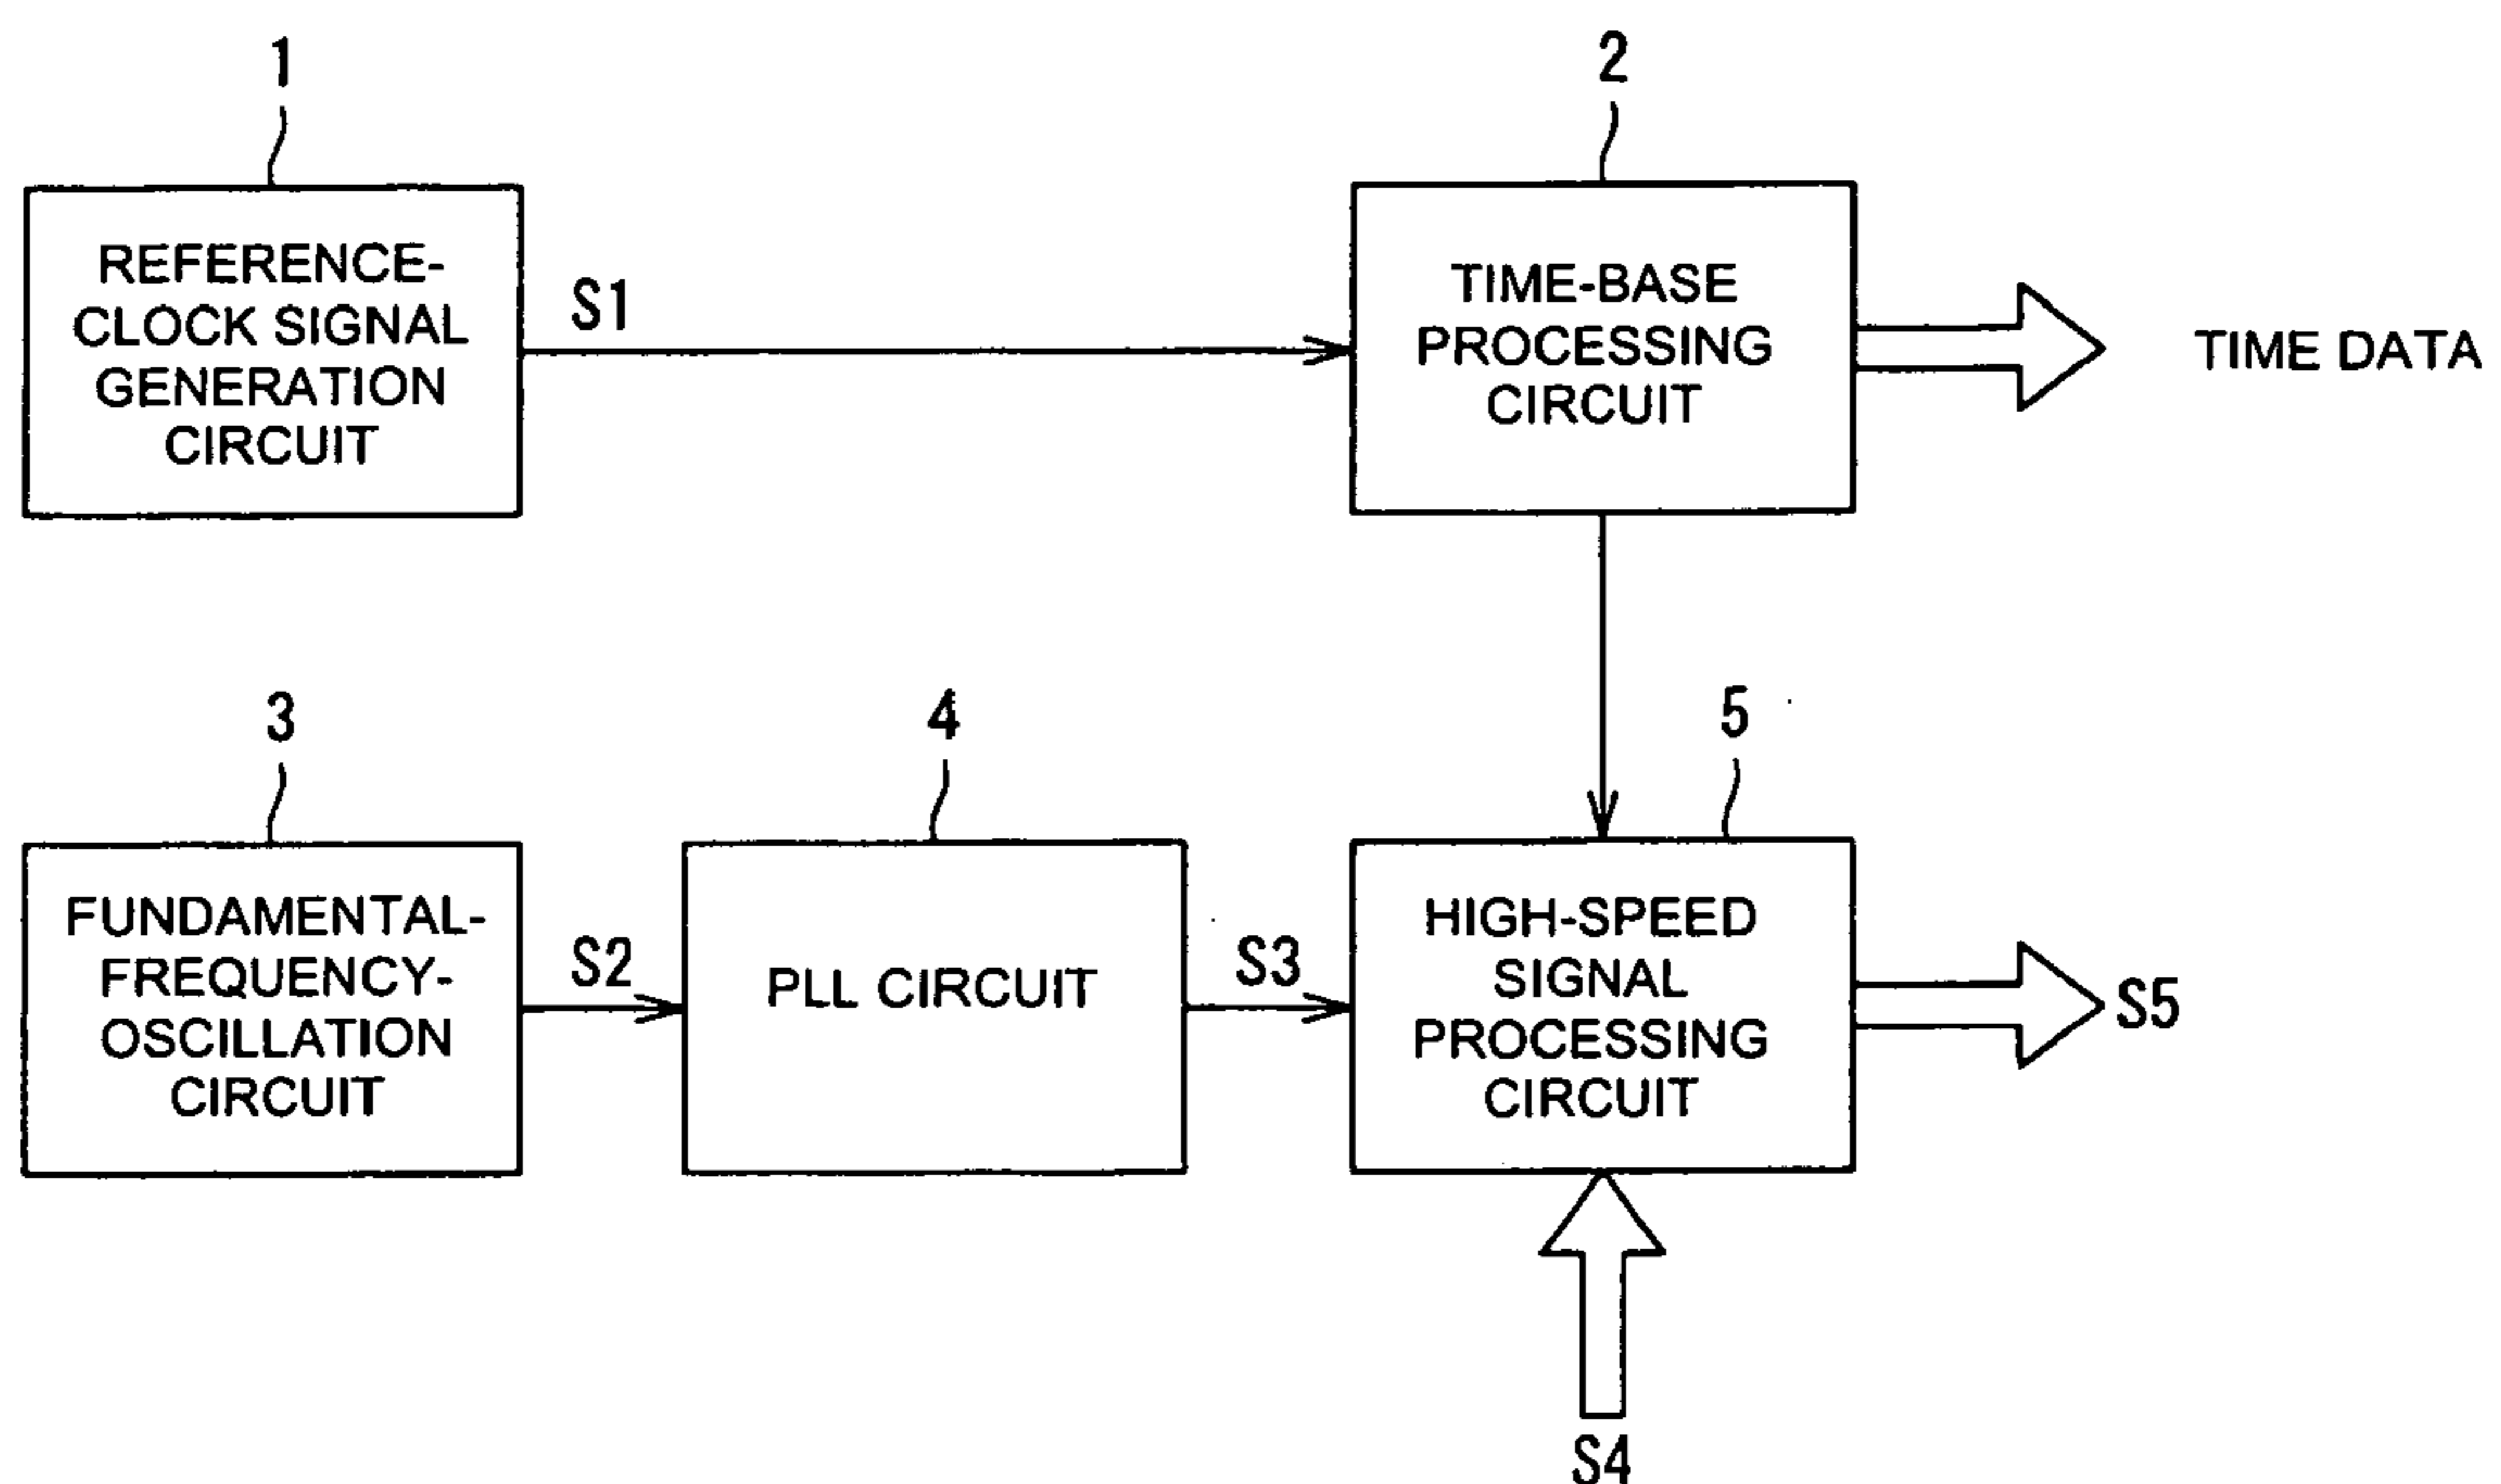 1
2
REFERENCE-
CLOCK SIGNAL
GENERATION
CIRCUIT
S1
TIME-BASE
PROCESSING
CIRCUIT
TIME DATA
3
4
5
FUNDAMENTAL-
FREQUENCY-
OSCILLATION
CIRCUIT
S2
PLL CIRCUIT
S3
HIGH-SPEED
SIGNAL
PROCESSING
CIRCUIT
S5
S4